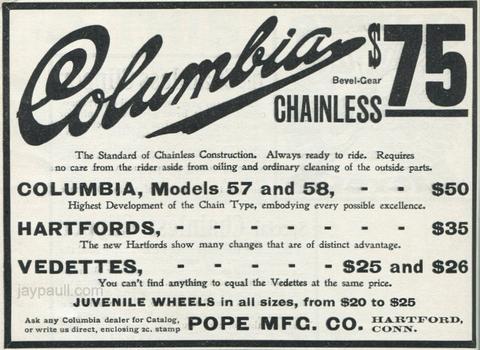 Columbia $75
Bevel-Gear
CHAINLESS
The Standard of Chainless Construction. Always ready to ride. Requires
no care from the rider aside from oiling and ordinary cleaning of the outside parts.
COLUMBIA, Models 57 and 58, - - $50
Highest Development of the Chain Type, embodying every possible excellence.
HARTFORDS, - - - - - - - $35
The new Hartfords show many changes that are of distinct advantage.
VEDETTES, - - - - - $25 and $26
You can't find anything to equal the Vedettes at the same price.
jaypaull.com
JUVENILE WHEELS in all sizes, from $20 to $25
Ask any Columbia dealer for Catalog,
or write us direct, enclosing 2c. stamp
POPE MFG. CO. HARTFORD,
CONN.